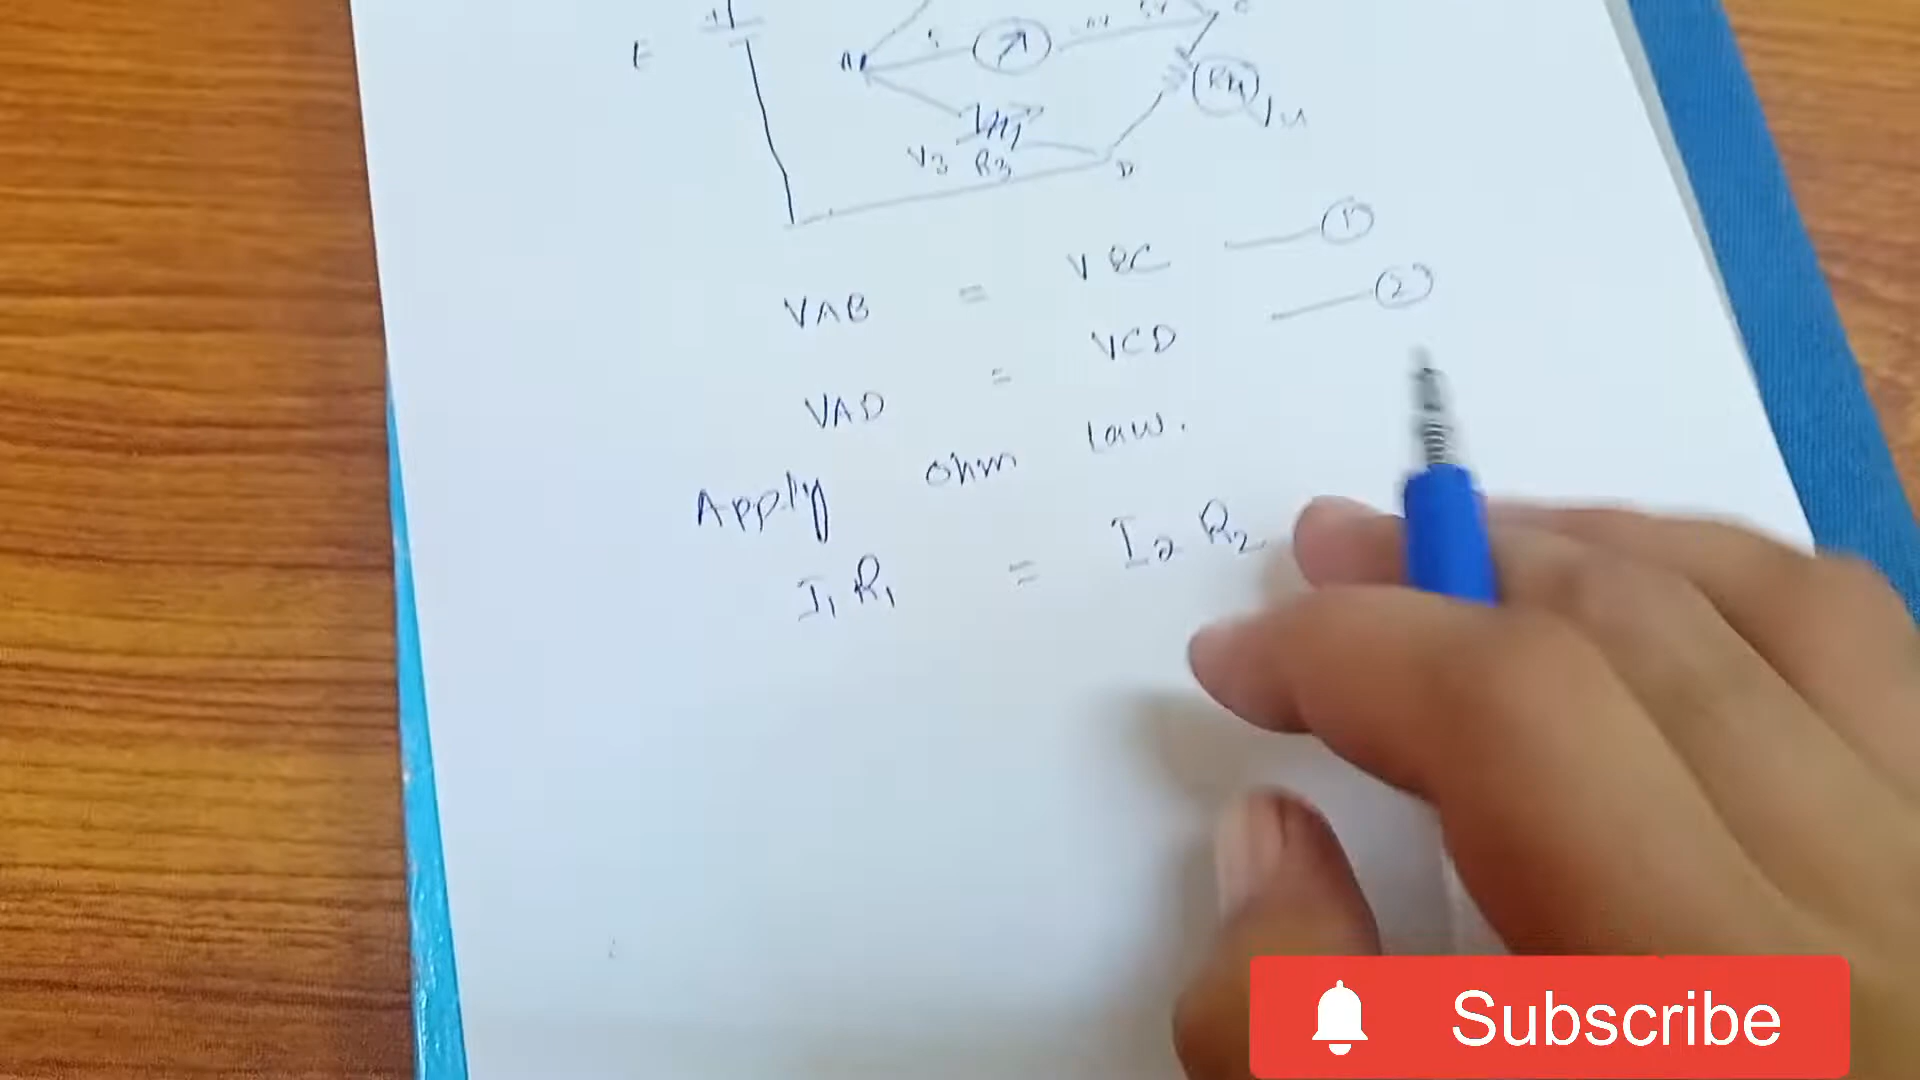 E
V3 R3
D
VAB = VBC ── ①
VAD = VCD ── ②
Apply ohm law.
I₁ R₁ = I₂ R₂
Subscribe